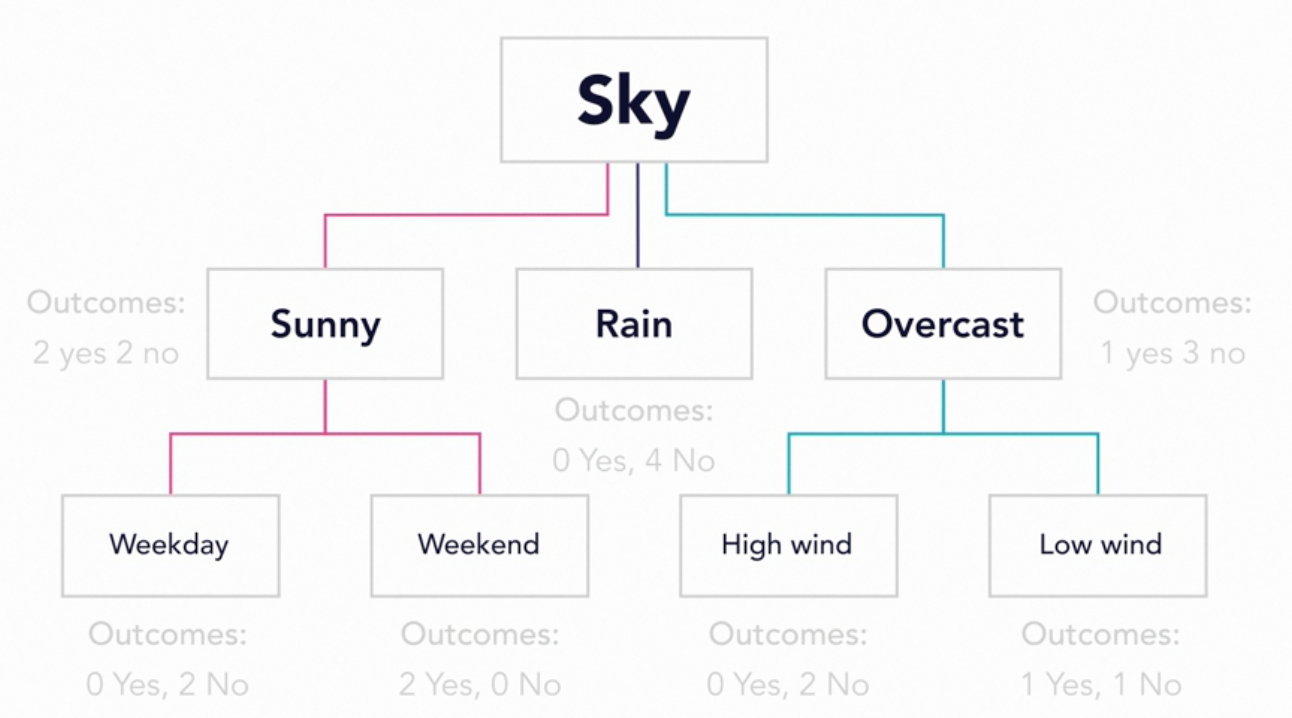 Sky
Outcomes:
2 yes 2 no
Sunny
Rain
Overcast
Outcomes:
1 yes 3 no
Outcomes:
0 Yes, 4 No
Weekday
Weekend
High wind
Low wind
Outcomes:
0 Yes, 2 No
Outcomes:
2 Yes, 0 No
Outcomes:
0 Yes, 2 No
Outcomes:
1 Yes, 1 No